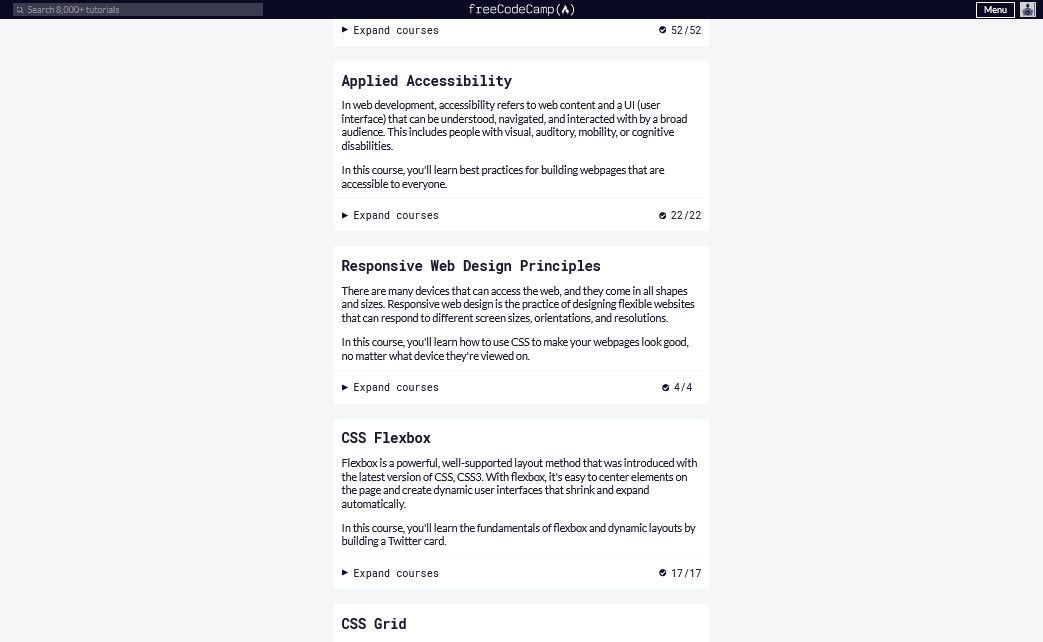 Search 8,000+ tutorials
freeCodeCamp(🔥)
Menu
Expand courses
52/52
Applied Accessibility
In web development, accessibility refers to web content and a UI (user
interface) that can be understood, navigated, and interacted with by a broad
audience. This includes people with visual, auditory, mobility, or cognitive
disabilities.
In this course, you'll learn best practices for building webpages that are
accessible to everyone.
Expand courses
22/22
Responsive Web Design Principles
There are many devices that can access the web, and they come in all shapes
and sizes. Responsive web design is the practice of designing flexible websites
that can respond to different screen sizes, orientations, and resolutions.
In this course, you'll learn how to use CSS to make your webpages look good,
no matter what device they're viewed on.
Expand courses
4/4
CSS Flexbox
Flexbox is a powerful, well-supported layout method that was introduced with
the latest version of CSS, CSS3. With flexbox, it's easy to center elements on
the page and create dynamic user interfaces that shrink and expand
automatically.
In this course, you'll learn the fundamentals of flexbox and dynamic layouts by
building a Twitter card.
Expand courses
17/17
CSS Grid